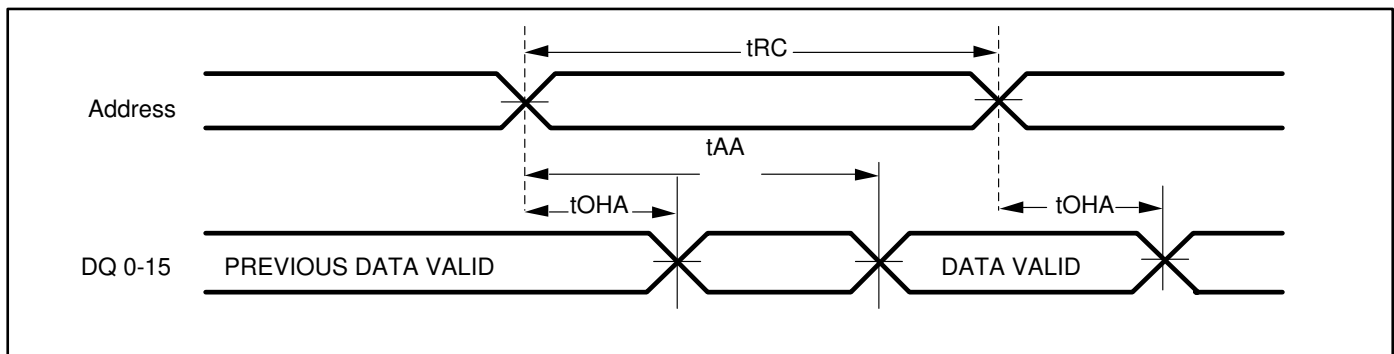 tRC
Address
tAA
tOHA
tOHA
DQ 0-15
PREVIOUS DATA VALID
DATA VALID